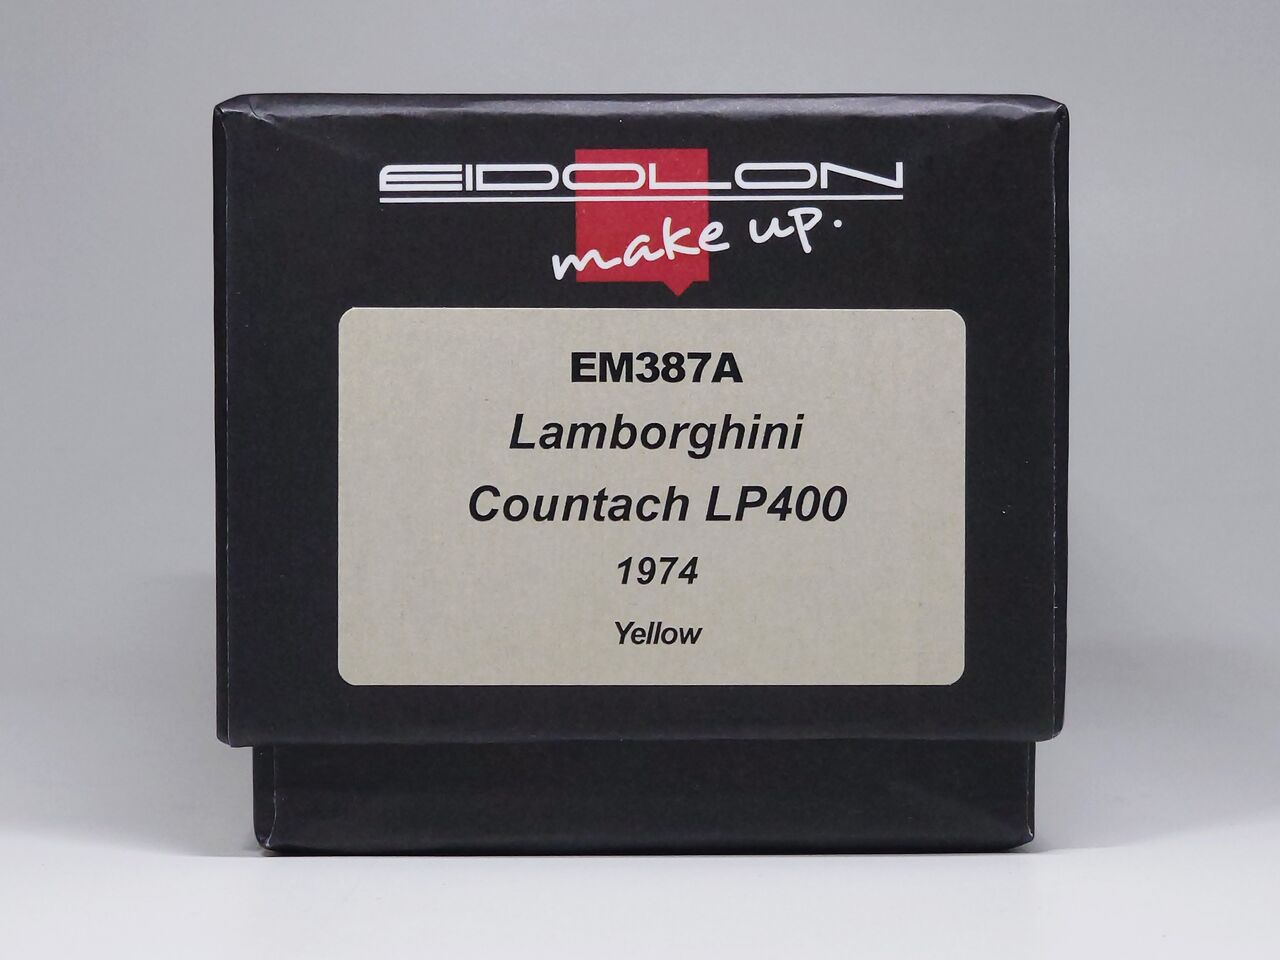 EIDOLON
make up.
EM387A
Lamborghini
Countach LP400
1974
Yellow